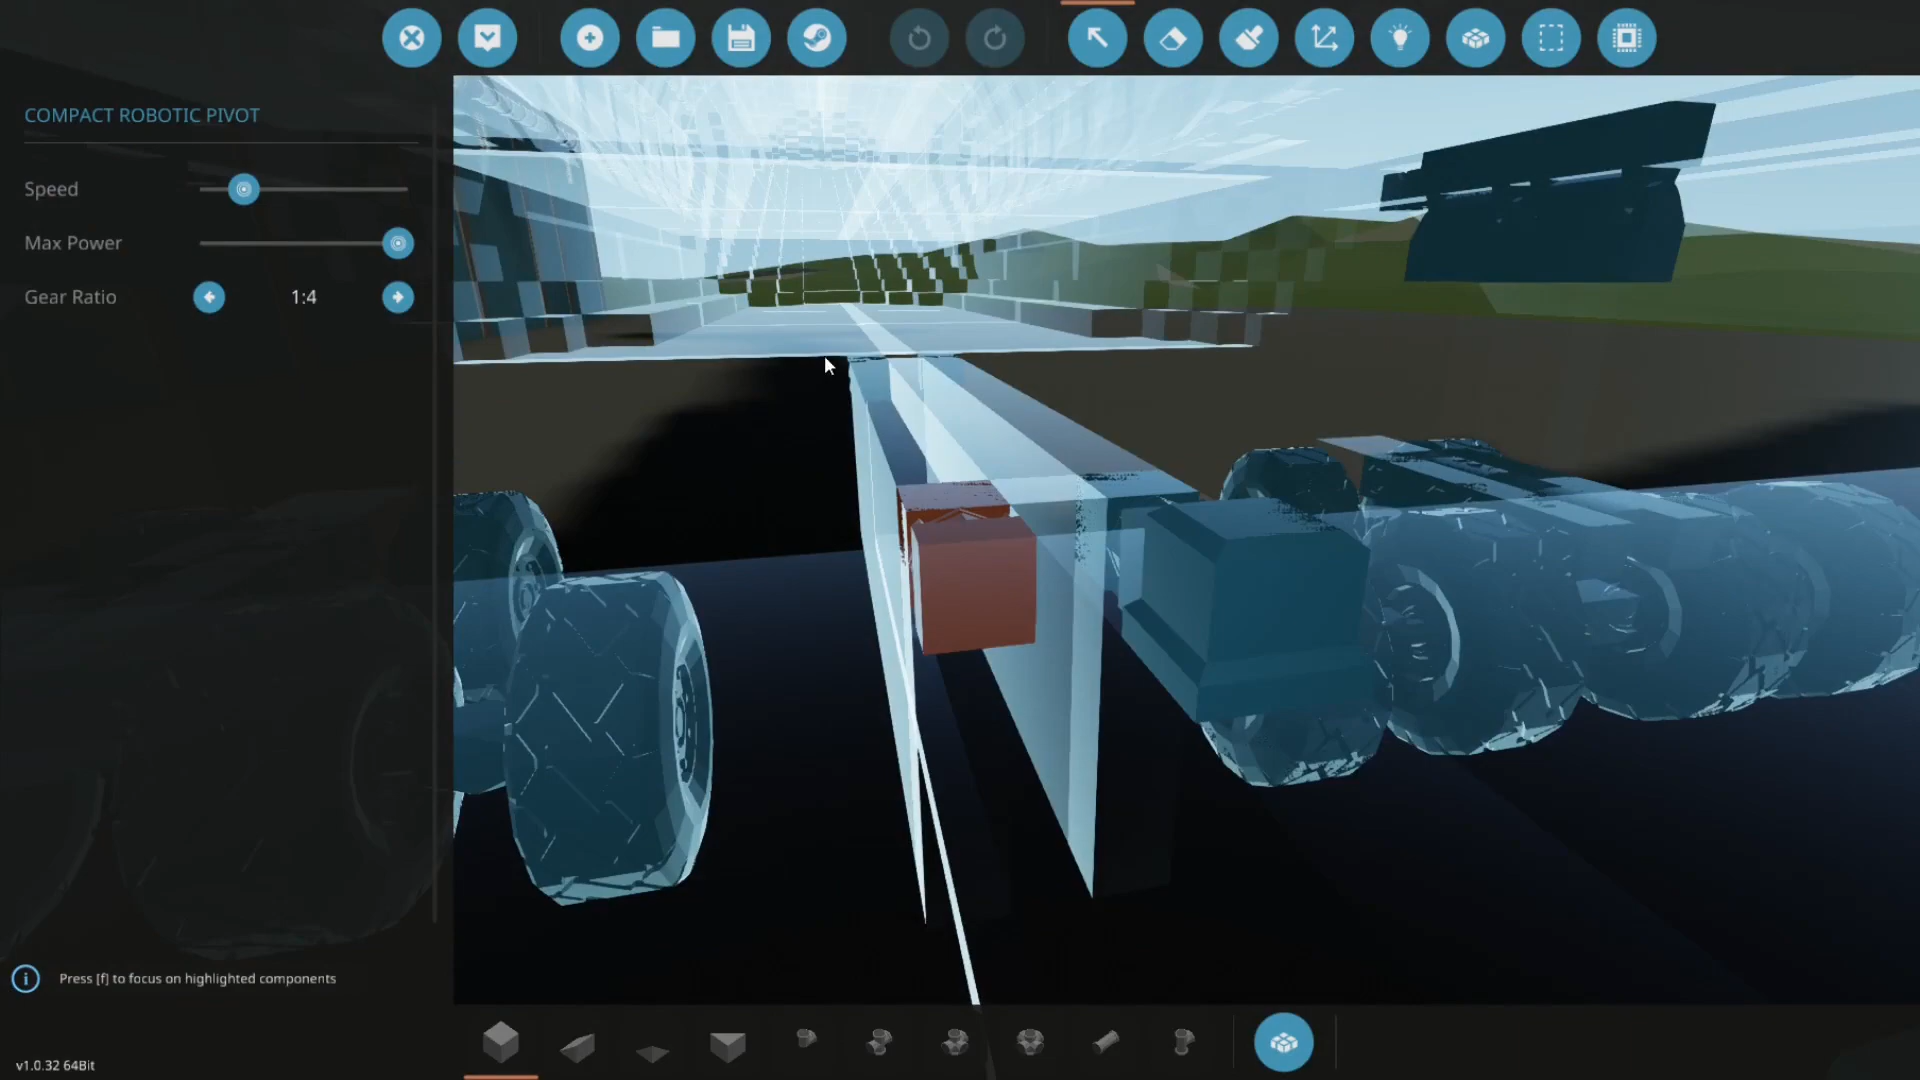 COMPACT ROBOTIC PIVOT
Speed
Max Power
Gear Ratio 1:4
Press [f] to focus on highlighted components
v1.0.32 64Bit